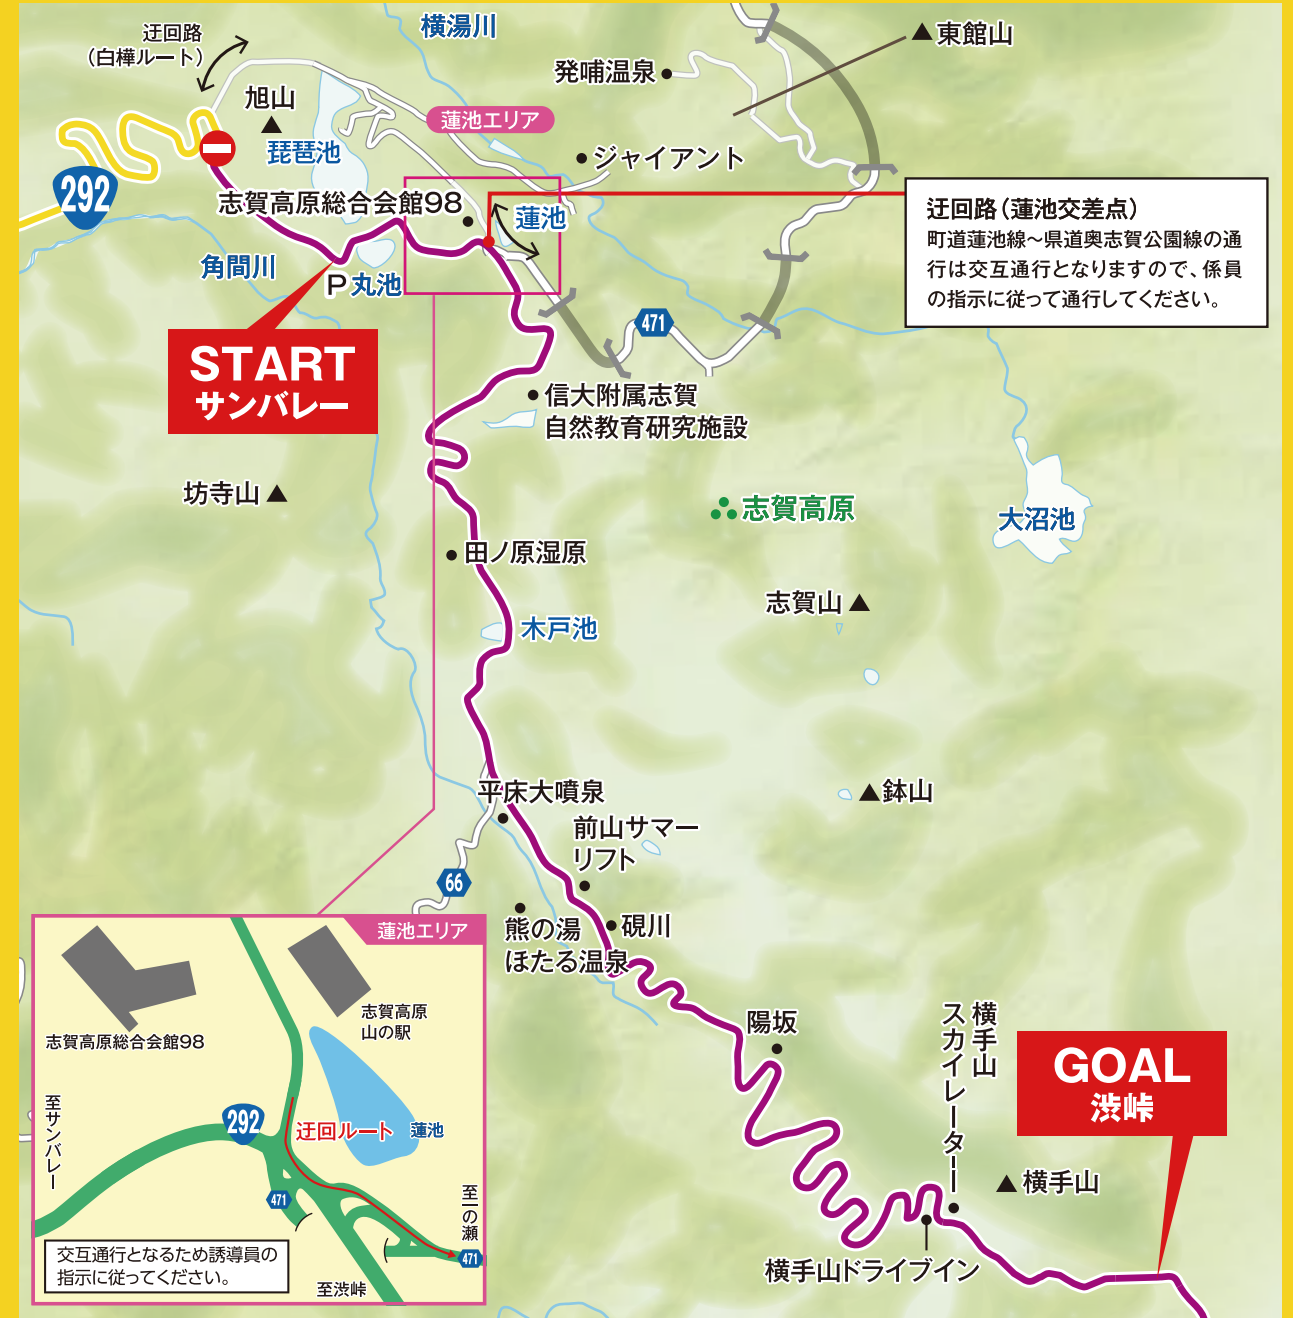 迂回路
（白樺ルート）
横湯川
東館山
発哺温泉
旭山
蓮池エリア
琵琶池
ジャイアント
292
志賀高原総合会館98
蓮池
迂回路（蓮池交差点）
町道蓮池線～県道奥志賀公園線の通
行は交互通行となりますので、係員
の指示に従って通行してください。
角間川
P 丸池
471
START
サンバレー
信大附属志賀
自然教育研究施設
坊寺山
志賀高原
大沼池
田ノ原湿原
志賀山
木戸池
平床大噴泉
鉢山
前山サマー
リフト
66
熊の湯
ほたる温泉
硯川
蓮池エリア
志賀高原
山の駅
志賀高原総合会館98
至サンバレー
292
迂回ルート
蓮池
471
至一の瀬
471
交互通行となるため誘導員の
指示に従ってください。
至渋峠
陽坂
横手山
スカイレーター
GOAL
渋峠
横手山
横手山ドライブイン